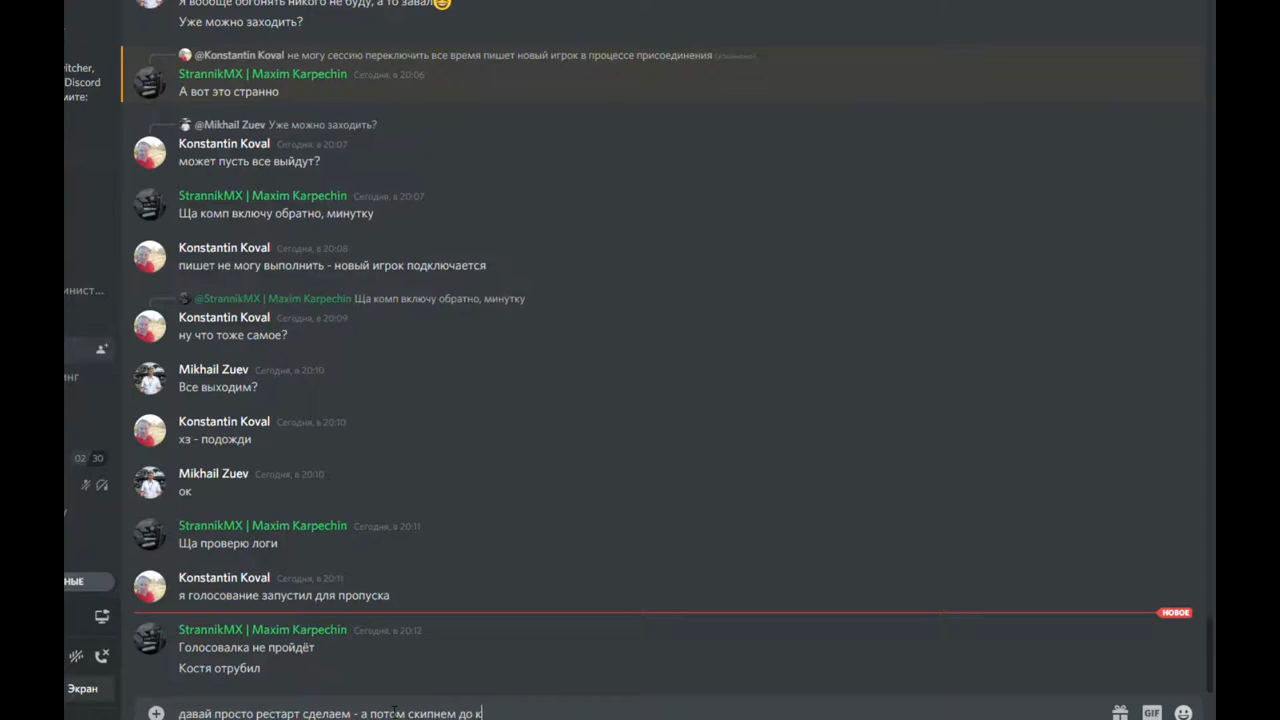 Я вообще обгонять никого не буду, а то завал
Уже можно заходить?
@Konstantin Koval не могу сессию переключить все время пишет новый игрок в процессе присоединения
StrannikMX | Maxim Karpechin Сегодня, в 20:06
А вот это странно
@Mikhail Zuev Уже можно заходить?
Konstantin Koval Сегодня, в 20:07
может пусть все выйдут?
StrannikMX | Maxim Karpechin Сегодня, в 20:07
Ща комп включу обратно, минутку
Konstantin Koval Сегодня, в 20:08
пишет не могу выполнить - новый игрок подключается
@StrannikMX | Maxim Karpechin Ща комп включу обратно, минутку
Konstantin Koval Сегодня, в 20:09
ну что тоже самое?
Mikhail Zuev Сегодня, в 20:10
Все выходим?
Konstantin Koval Сегодня, в 20:10
хз - подожди
Mikhail Zuev Сегодня, в 20:10
ок
StrannikMX | Maxim Karpechin Сегодня, в 20:11
Ща проверю логи
Konstantin Koval Сегодня, в 20:11
я голосование запустил для пропуска
НОВОЕ
StrannikMX | Maxim Karpechin Сегодня, в 20:12
Голосовалка не пройдёт
Костя отрубил
давай просто рестарт сделаем - а потом скипнем до к
GIF
itcher,
Discord
мите:
инист...
нг
02 30
НЫЕ
Экран